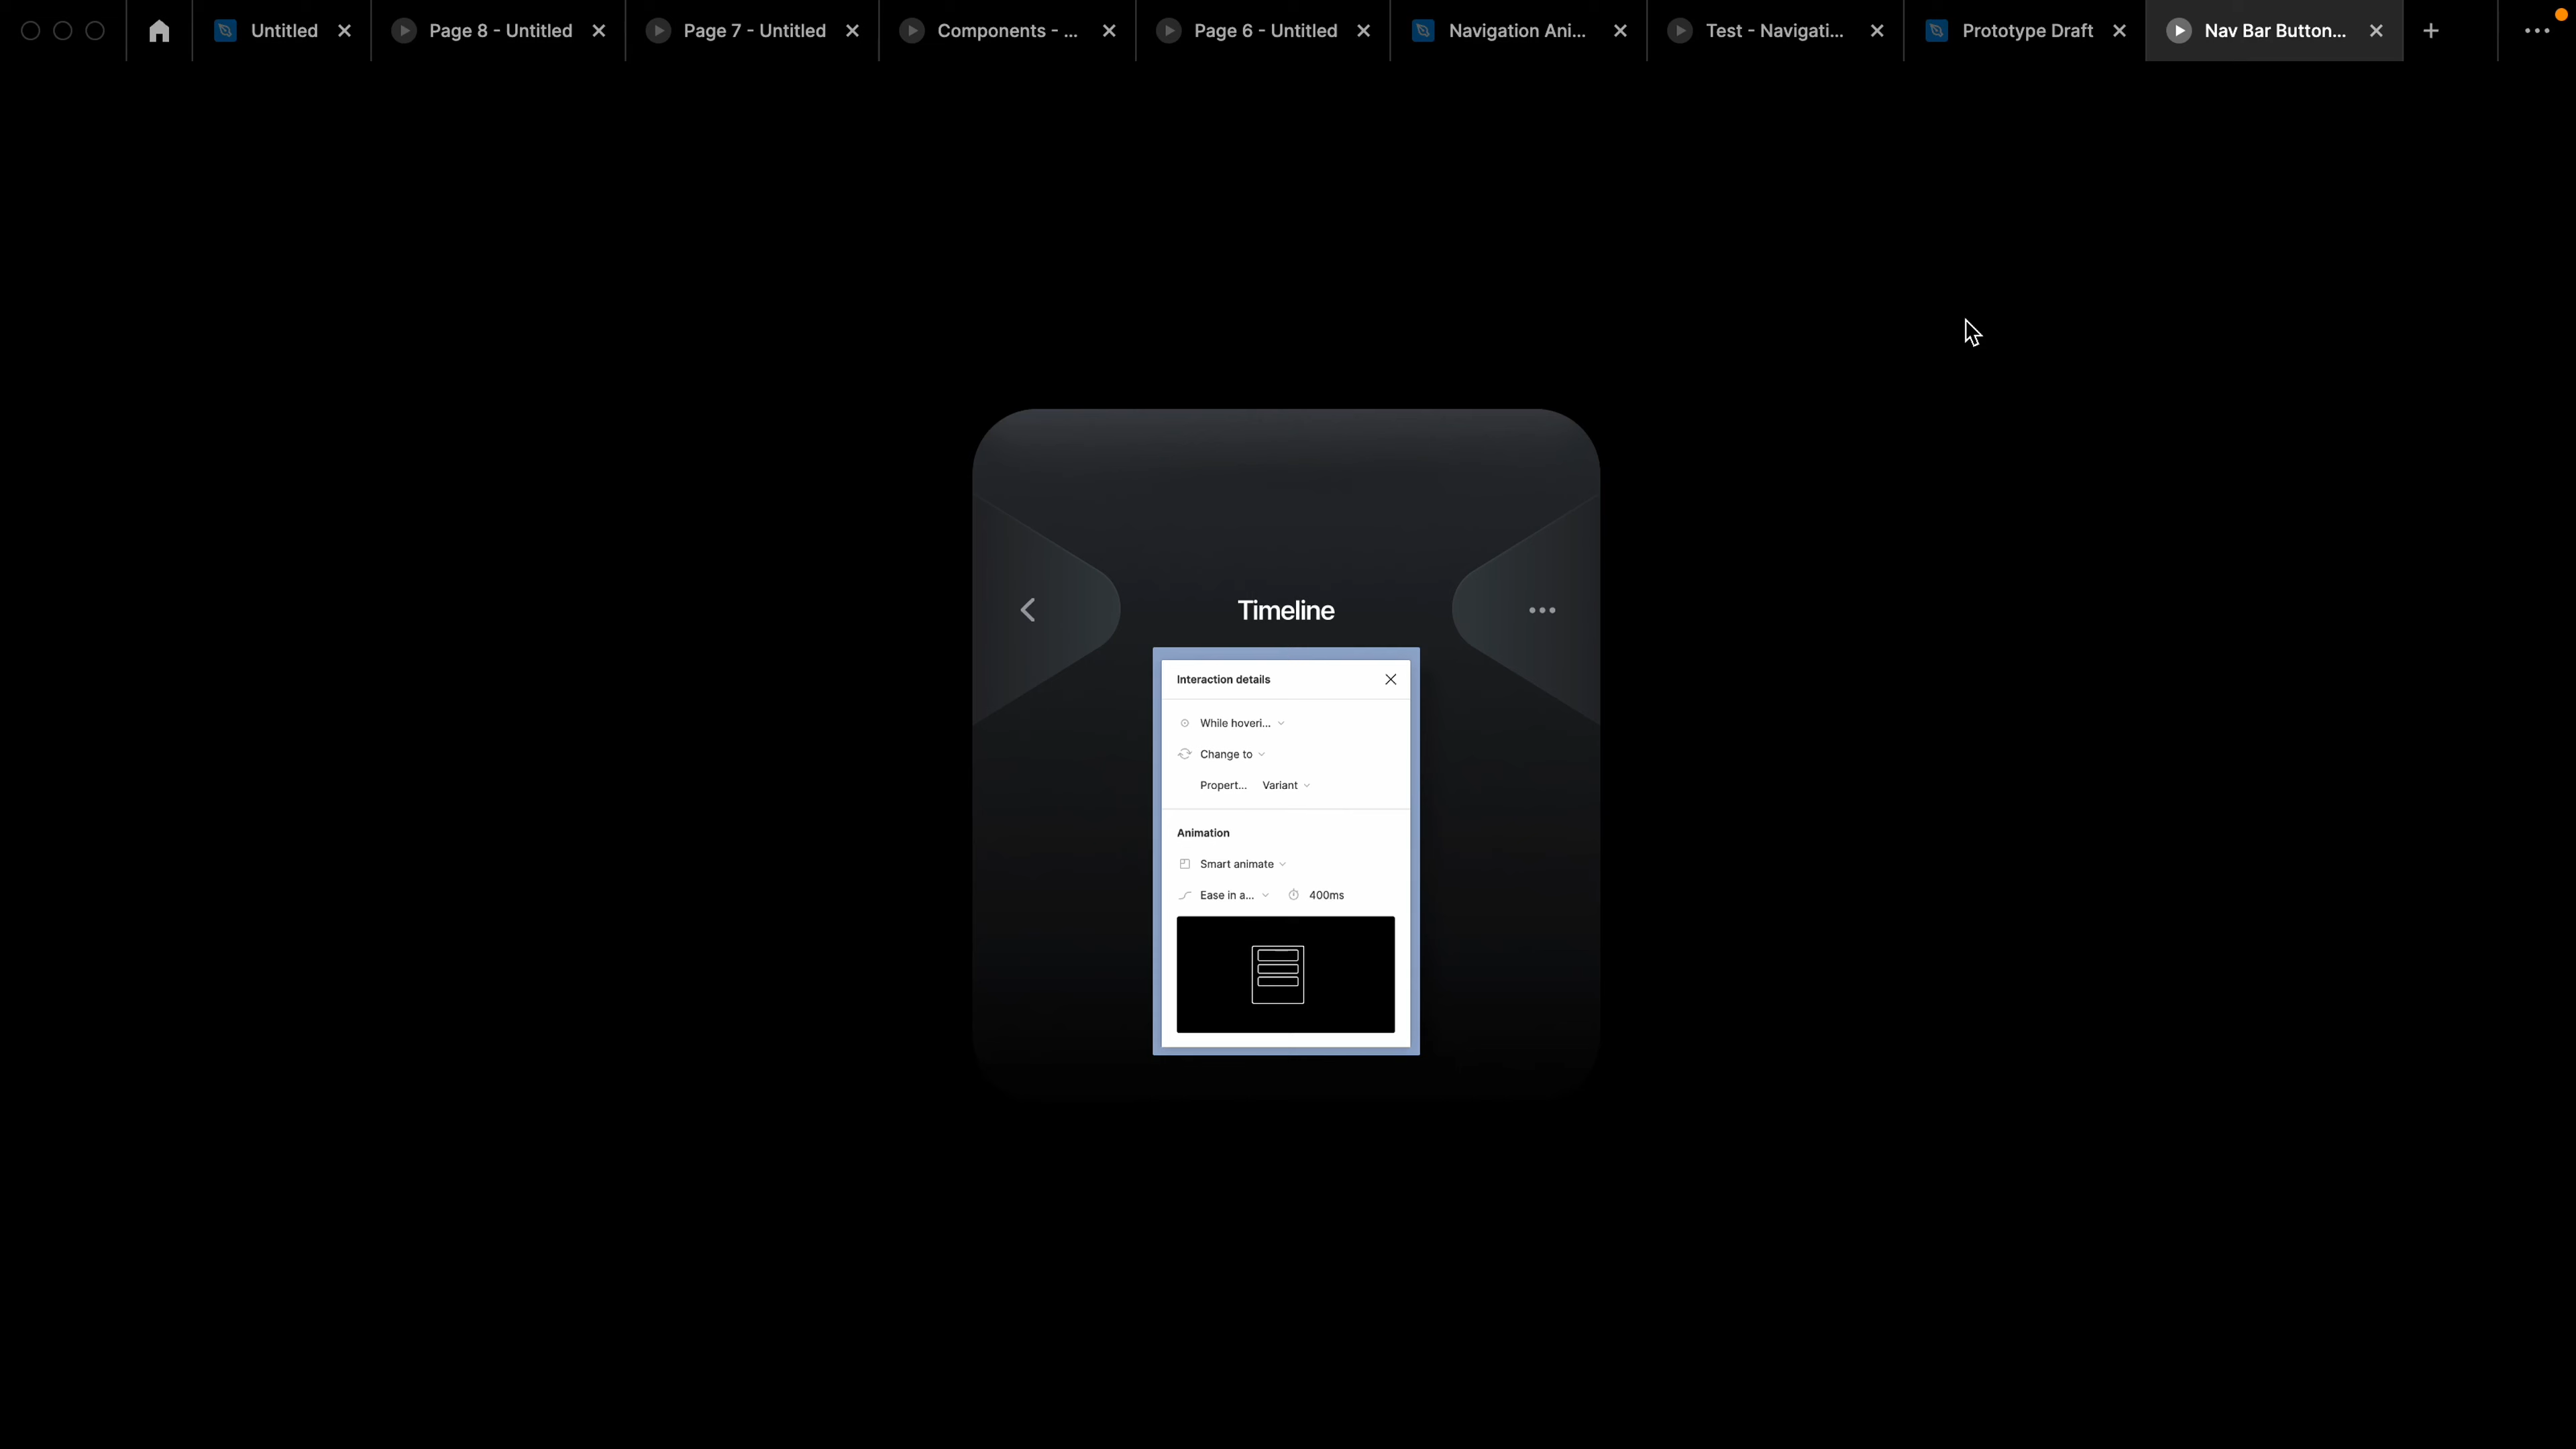 Untitled
Page 8 - Untitled
Page 7 - Untitled
Components - ...
Page 6 - Untitled
Navigation Ani...
Test - Navigati...
Prototype Draft
Nav Bar Button...
Timeline
Interaction details
While hoveri...
Change to
Propert... Variant
Animation
Smart animate
Ease in a... 400ms